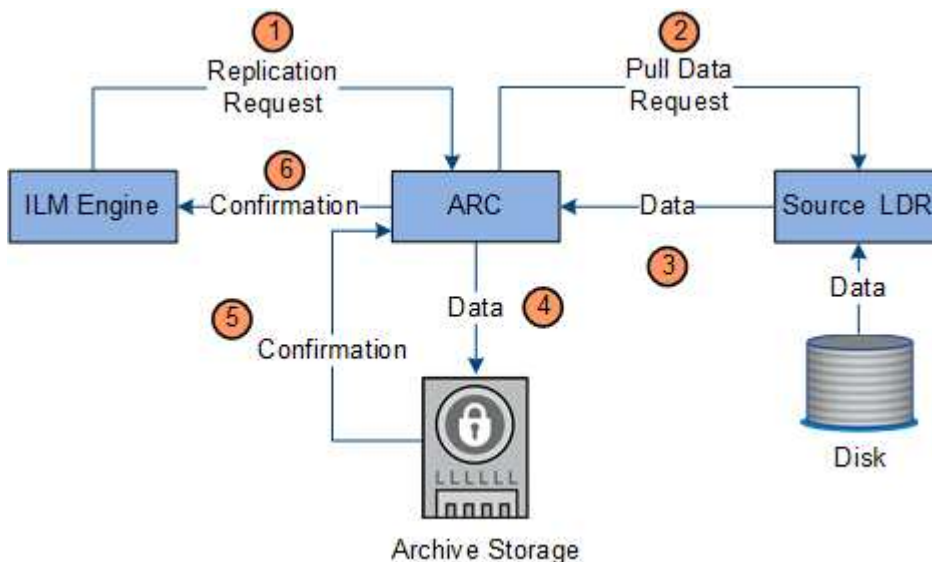 1
Replication
Request
2
Pull Data
Request
ILM Engine
6
Confirmation
ARC
Data
3
Source LDR
Data
Disk
Data
4
5
Confirmation
LLLLLL
Archive Storage